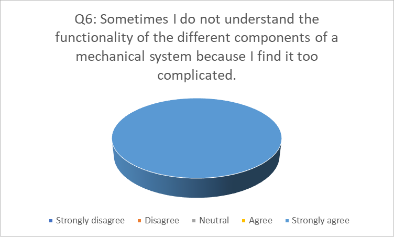 Q6: Sometimes I do not understand the
functionality of the different components of a
mechanical system because I find it too
complicated.
Strongly disagree Disagree Neutral Agree Strongly agree